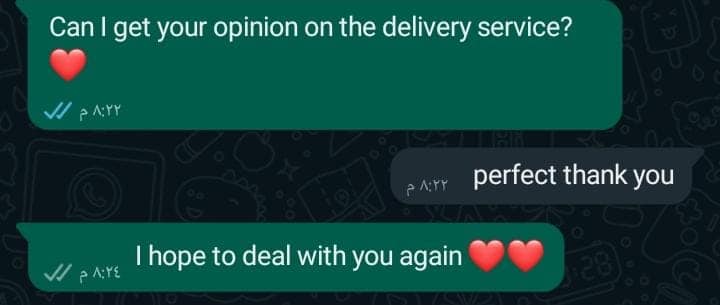 Can I get your opinion on the delivery service?
❤️
٨:٢٢ م
perfect thank you
٨:٢٢ م
I hope to deal with you again ❤️❤️
٨:٢٤ م